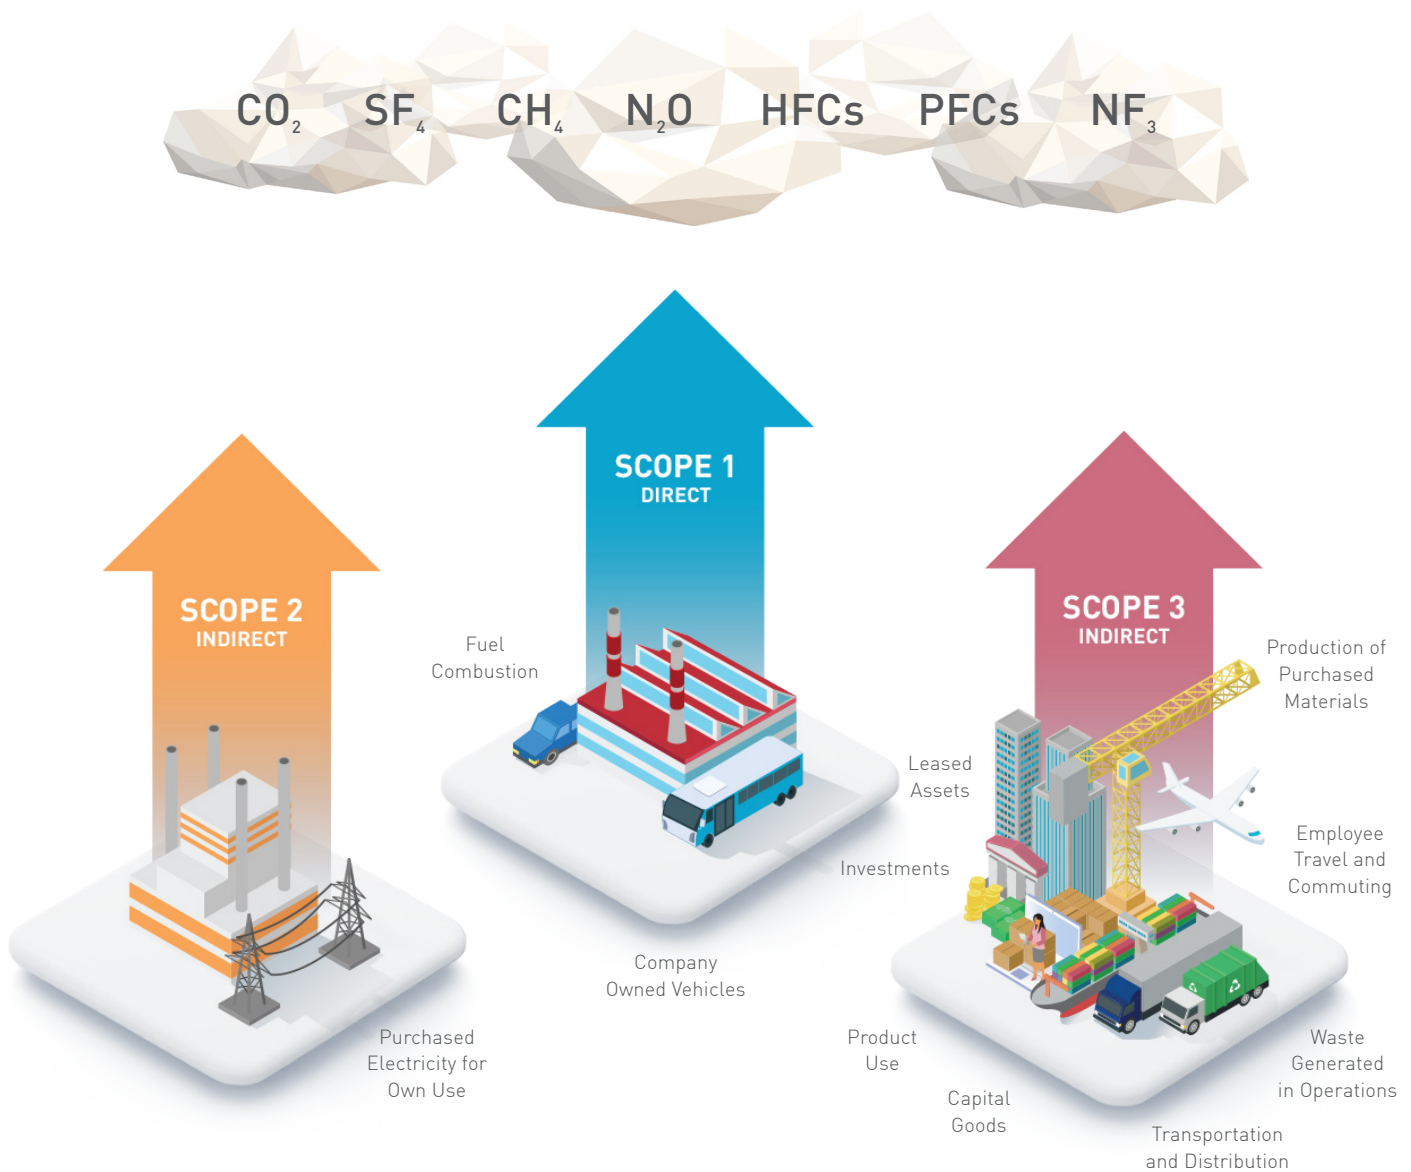 CO₂ SF₄ CH₄ N₂O HFCs PFCs NF₃
SCOPE 1
DIRECT
Fuel
Combustion
Company
Owned Vehicles
SCOPE 2
INDIRECT
Purchased
Electricity for
Own Use
SCOPE 3
INDIRECT
Production of
Purchased
Materials
Leased
Assets
Employee
Travel and
Commuting
Investments
Product
Use
Waste
Generated
in Operations
Capital
Goods
Transportation
and Distribution